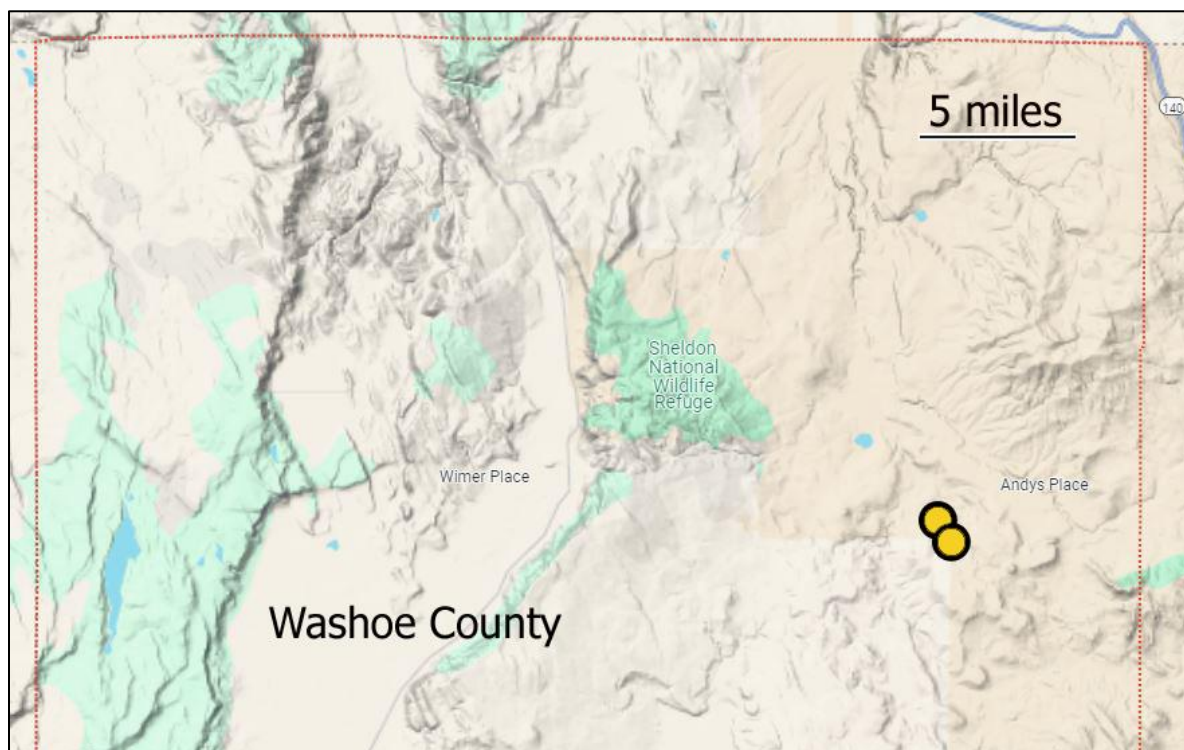 5 miles
140
Sheldon
National
Wildlife
Refuge
Wimer Place
Andys Place
Washoe County